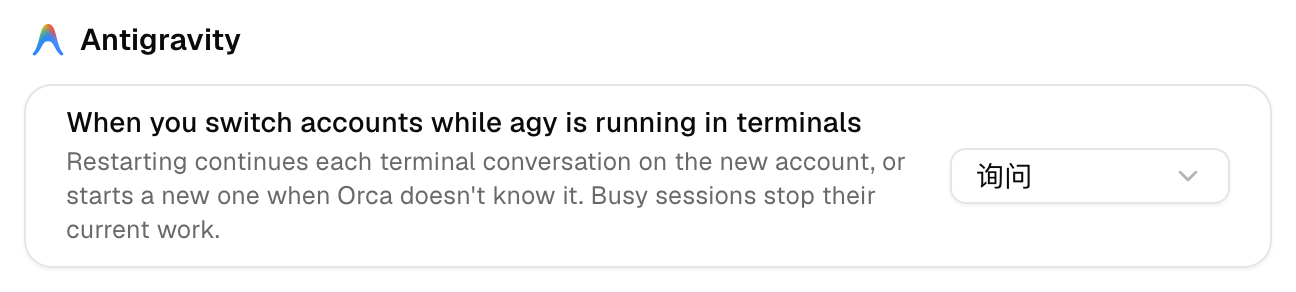 Antigravity
When you switch accounts while agy is running in terminals
Restarting continues each terminal conversation on the new account, or
starts a new one when Orca doesn't know it. Busy sessions stop their
current work.
询问